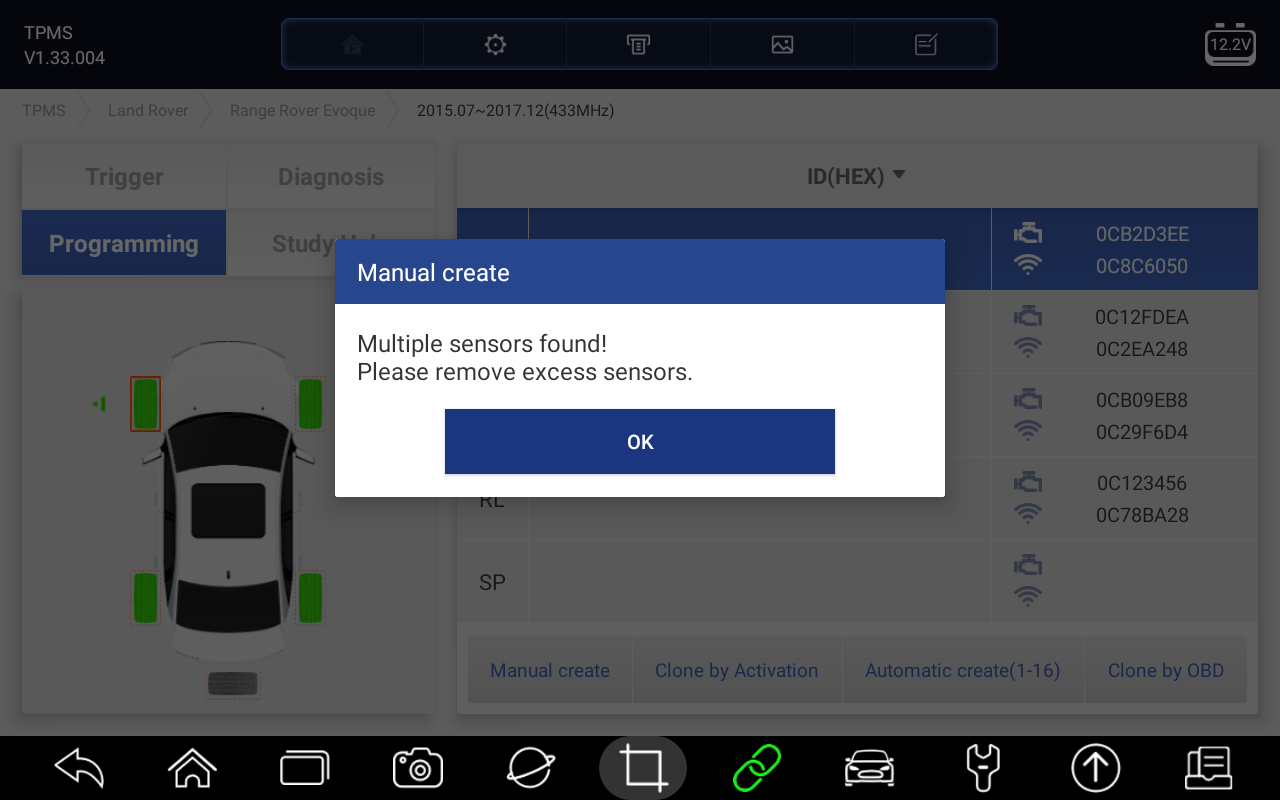 TPMS
V1.33.004
12.2V
TPMS
Land Rover
Range Rover Evoque
2015.07~2017.12(433MHz)
Trigger
Diagnosis
Programming
Study
ID(HEX)
0CB2D3EE
0C8C6050
0C12FDEA
0C2EA248
0CB09EB8
0C29F6D4
RL
0C123456
0C78BA28
SP
Manual create
Multiple sensors found!
Please remove excess sensors.
OK
Manual create
Clone by Activation
Automatic create(1-16)
Clone by OBD